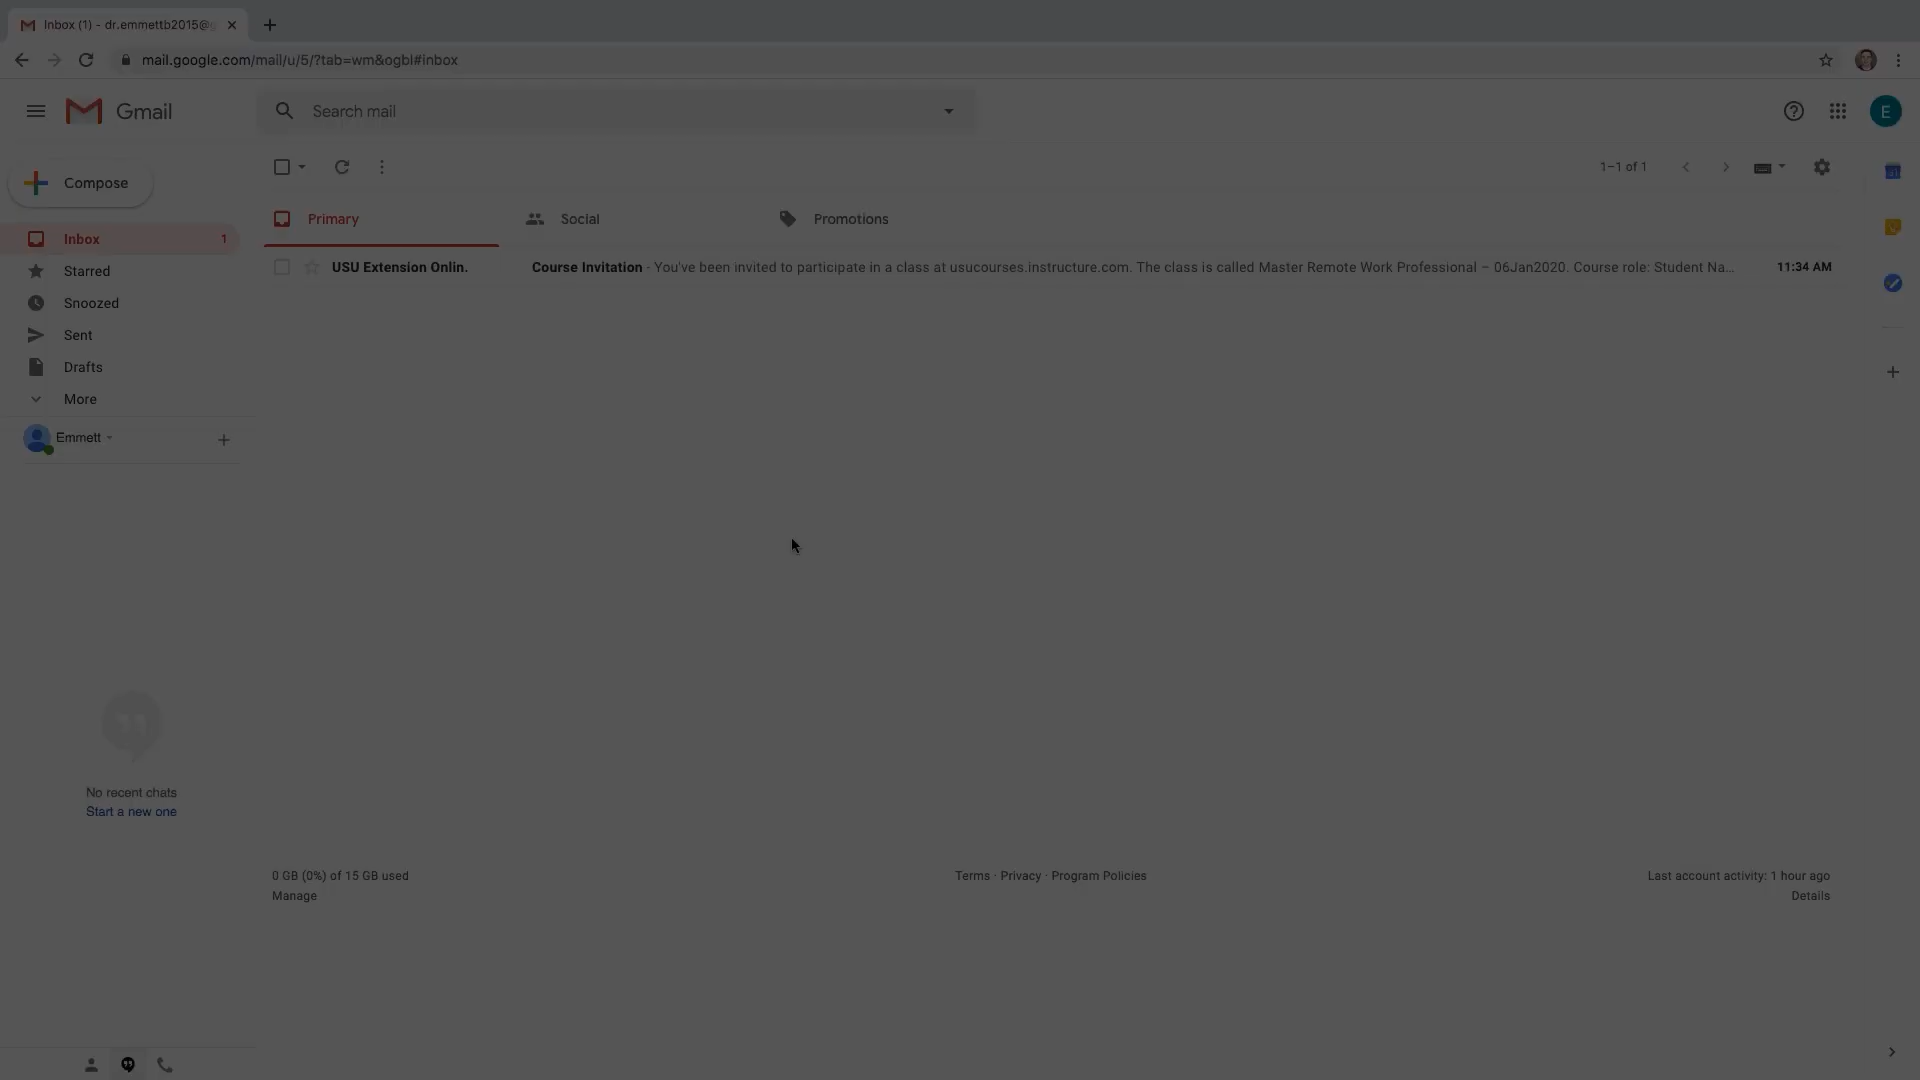 Inbox (1) - dr.emmettb2015@
mail.google.com/mail/u/5/?tab=wm&ogbl#inbox
Gmail
Search mail
E
Compose
1–1 of 1
Primary
Social
Promotions
Inbox 1
USU Extension Onlin.
Course Invitation - You've been invited to participate in a class at usucourses.instructure.com. The class is called Master Remote Work Professional – 06Jan2020. Course role: Student Na...
11:34 AM
Starred
Snoozed
Sent
Drafts
More
Emmett
No recent chats
Start a new one
0 GB (0%) of 15 GB used
Manage
Terms · Privacy · Program Policies
Last account activity: 1 hour ago
Details